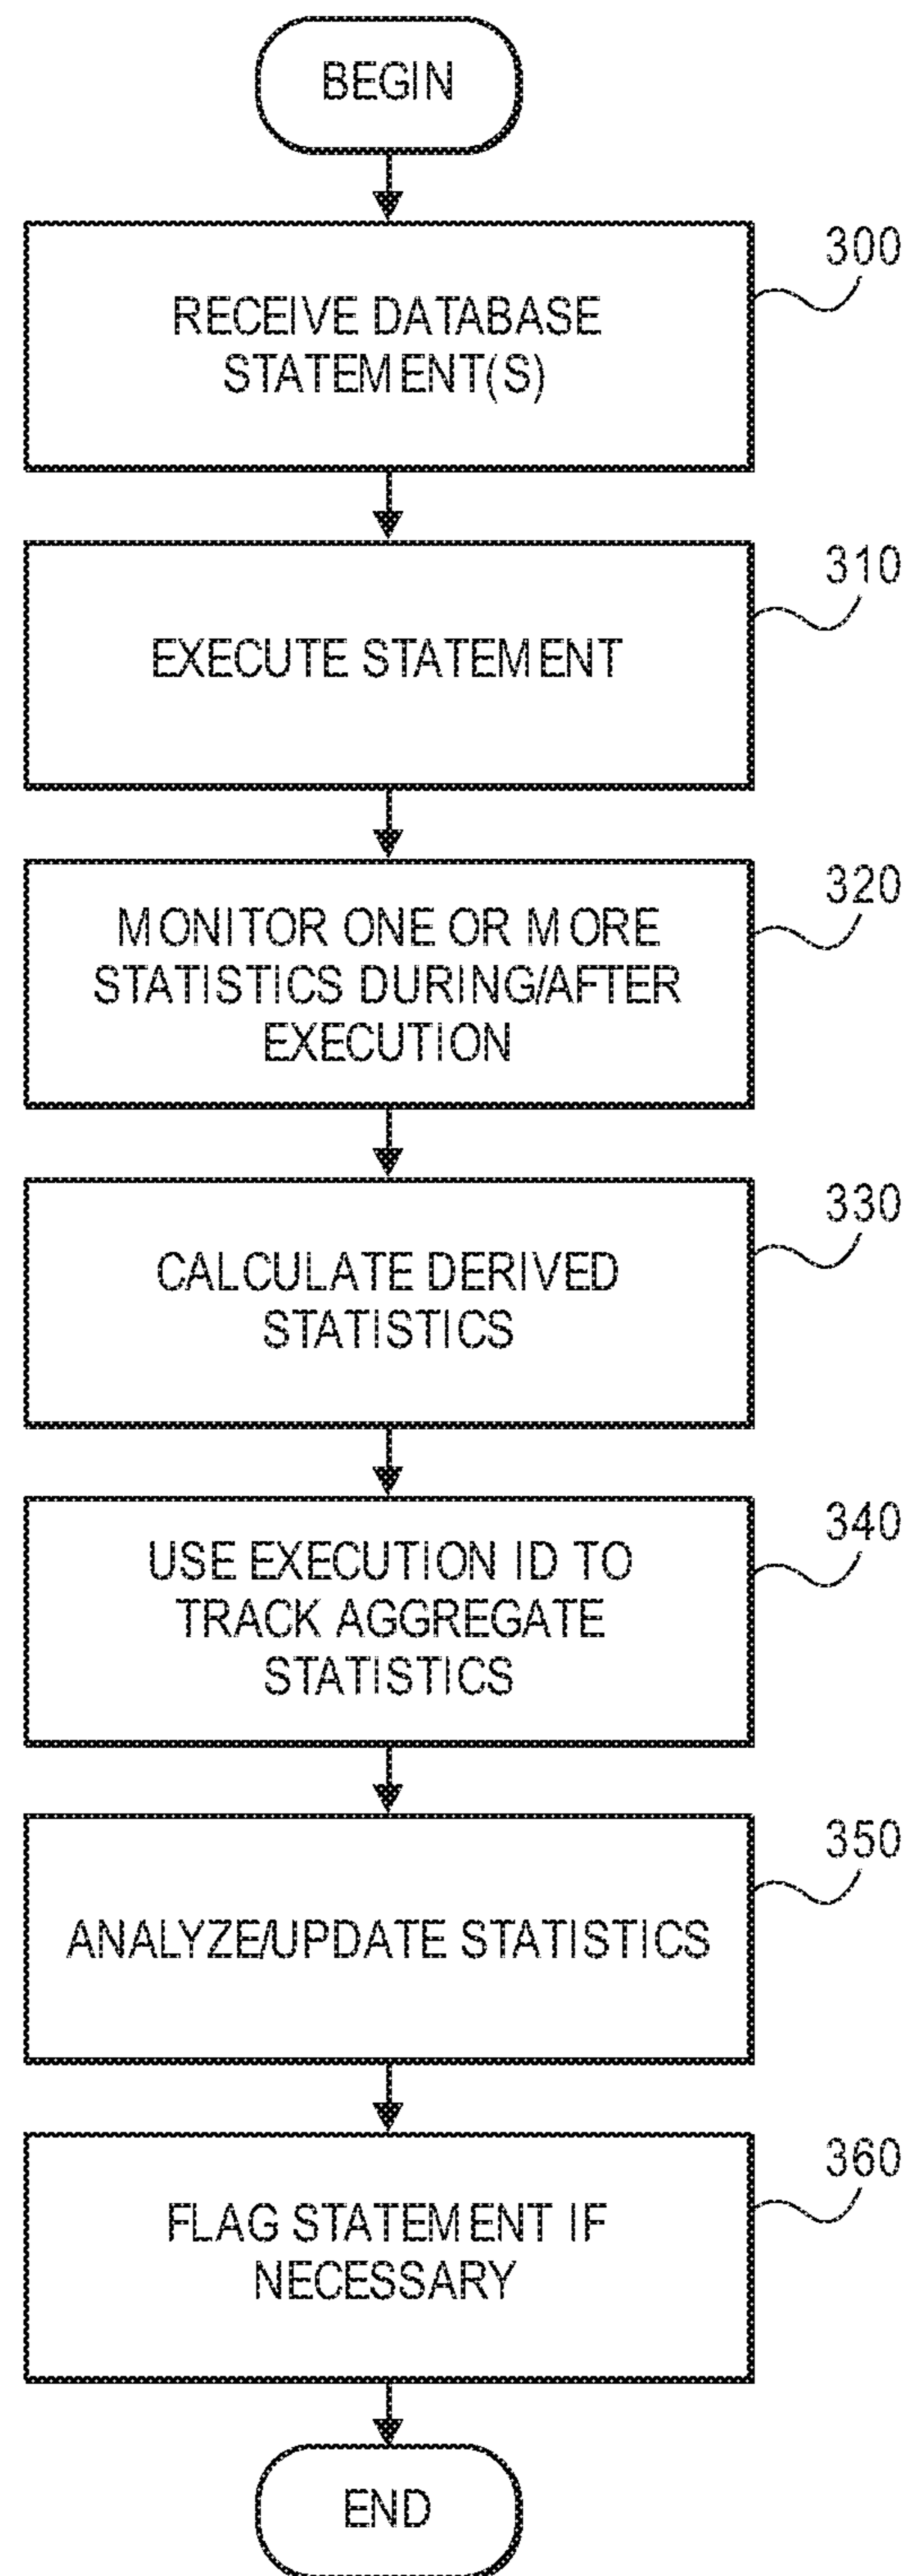 BEGIN
RECEIVE DATABASE
STATEMENT(S)
300
EXECUTE STATEMENT
310
MONITOR ONE OR MORE
STATISTICS DURING/AFTER
EXECUTION
320
CALCULATE DERIVED
STATISTICS
330
USE EXECUTION ID TO
TRACK AGGREGATE
STATISTICS
340
ANALYZE/UPDATE STATISTICS
350
FLAG STATEMENT IF
NECESSARY
360
END